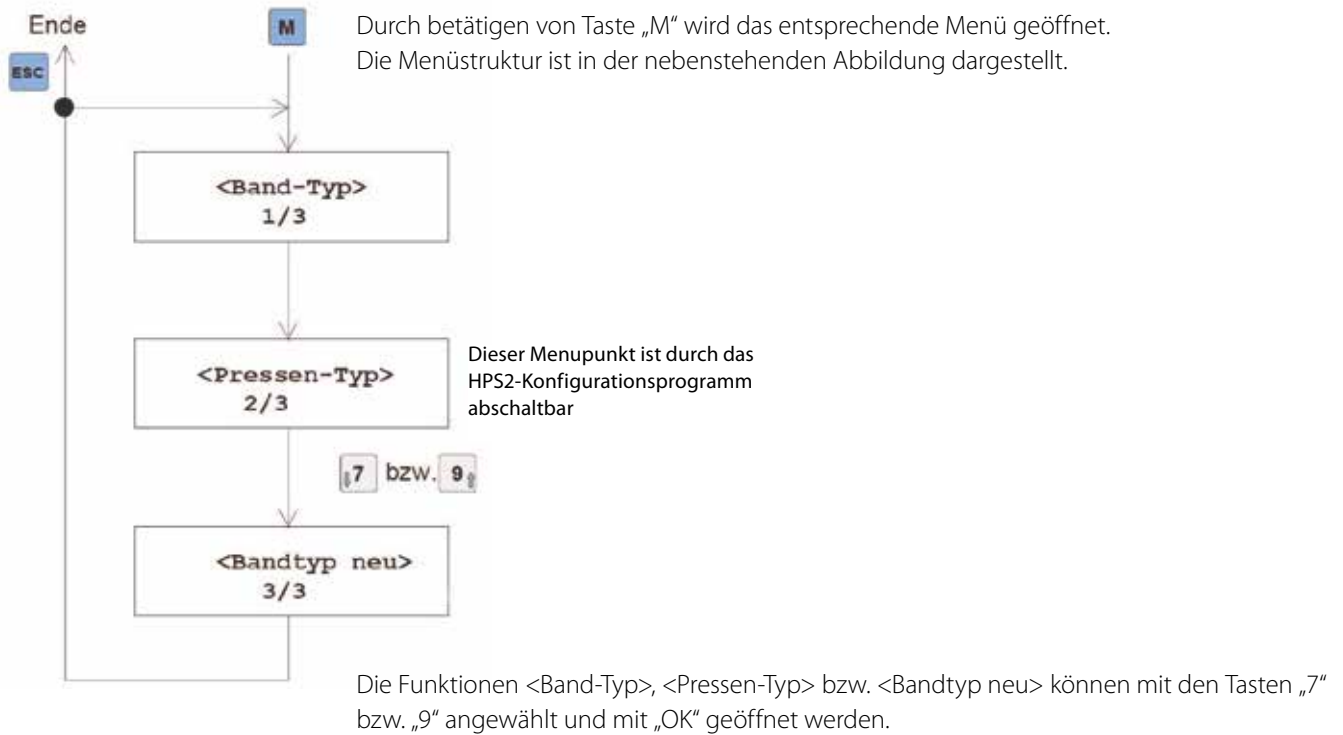 Ende
M
Durch betätigen von Taste „M“ wird das entsprechende Menü geöffnet.
ESC
Die Menüstruktur ist in der nebenstehenden Abbildung dargestellt.
<Band-Typ>
1/3
<Pressen-Typ>
2/3
Dieser Menupunkt ist durch das
HPS2-Konfigurationsprogramm
abschaltbar
⇩7 bzw. 9⇧
<Bandtyp neu>
3/3
Die Funktionen <Band-Typ>, <Pressen-Typ> bzw. <Bandtyp neu> können mit den Tasten „7“
bzw. „9“ angewählt und mit „OK“ geöffnet werden.